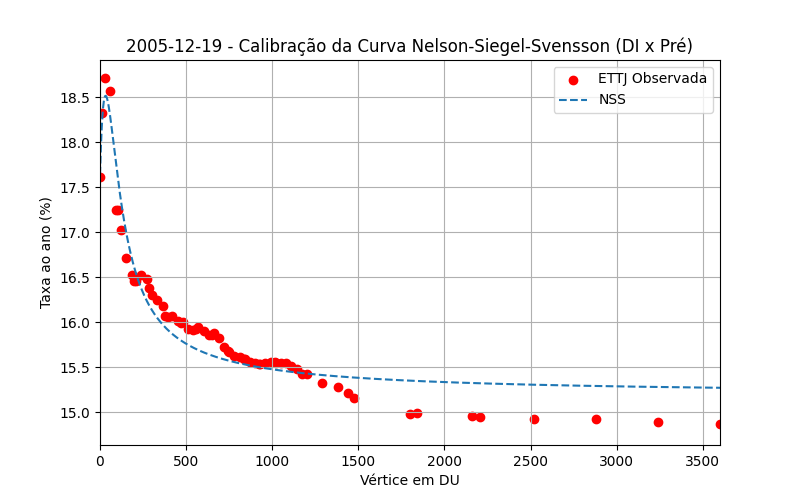 2005-12-19 - Calibração da Curva Nelson-Siegel-Svensson (DI x Pré)
ETTJ Observada
NSS
Taxa ao ano (%)
18.5
18.0
17.5
17.0
16.5
16.0
15.5
15.0
0 500 1000 1500 2000 2500 3000 3500
Vértice em DU